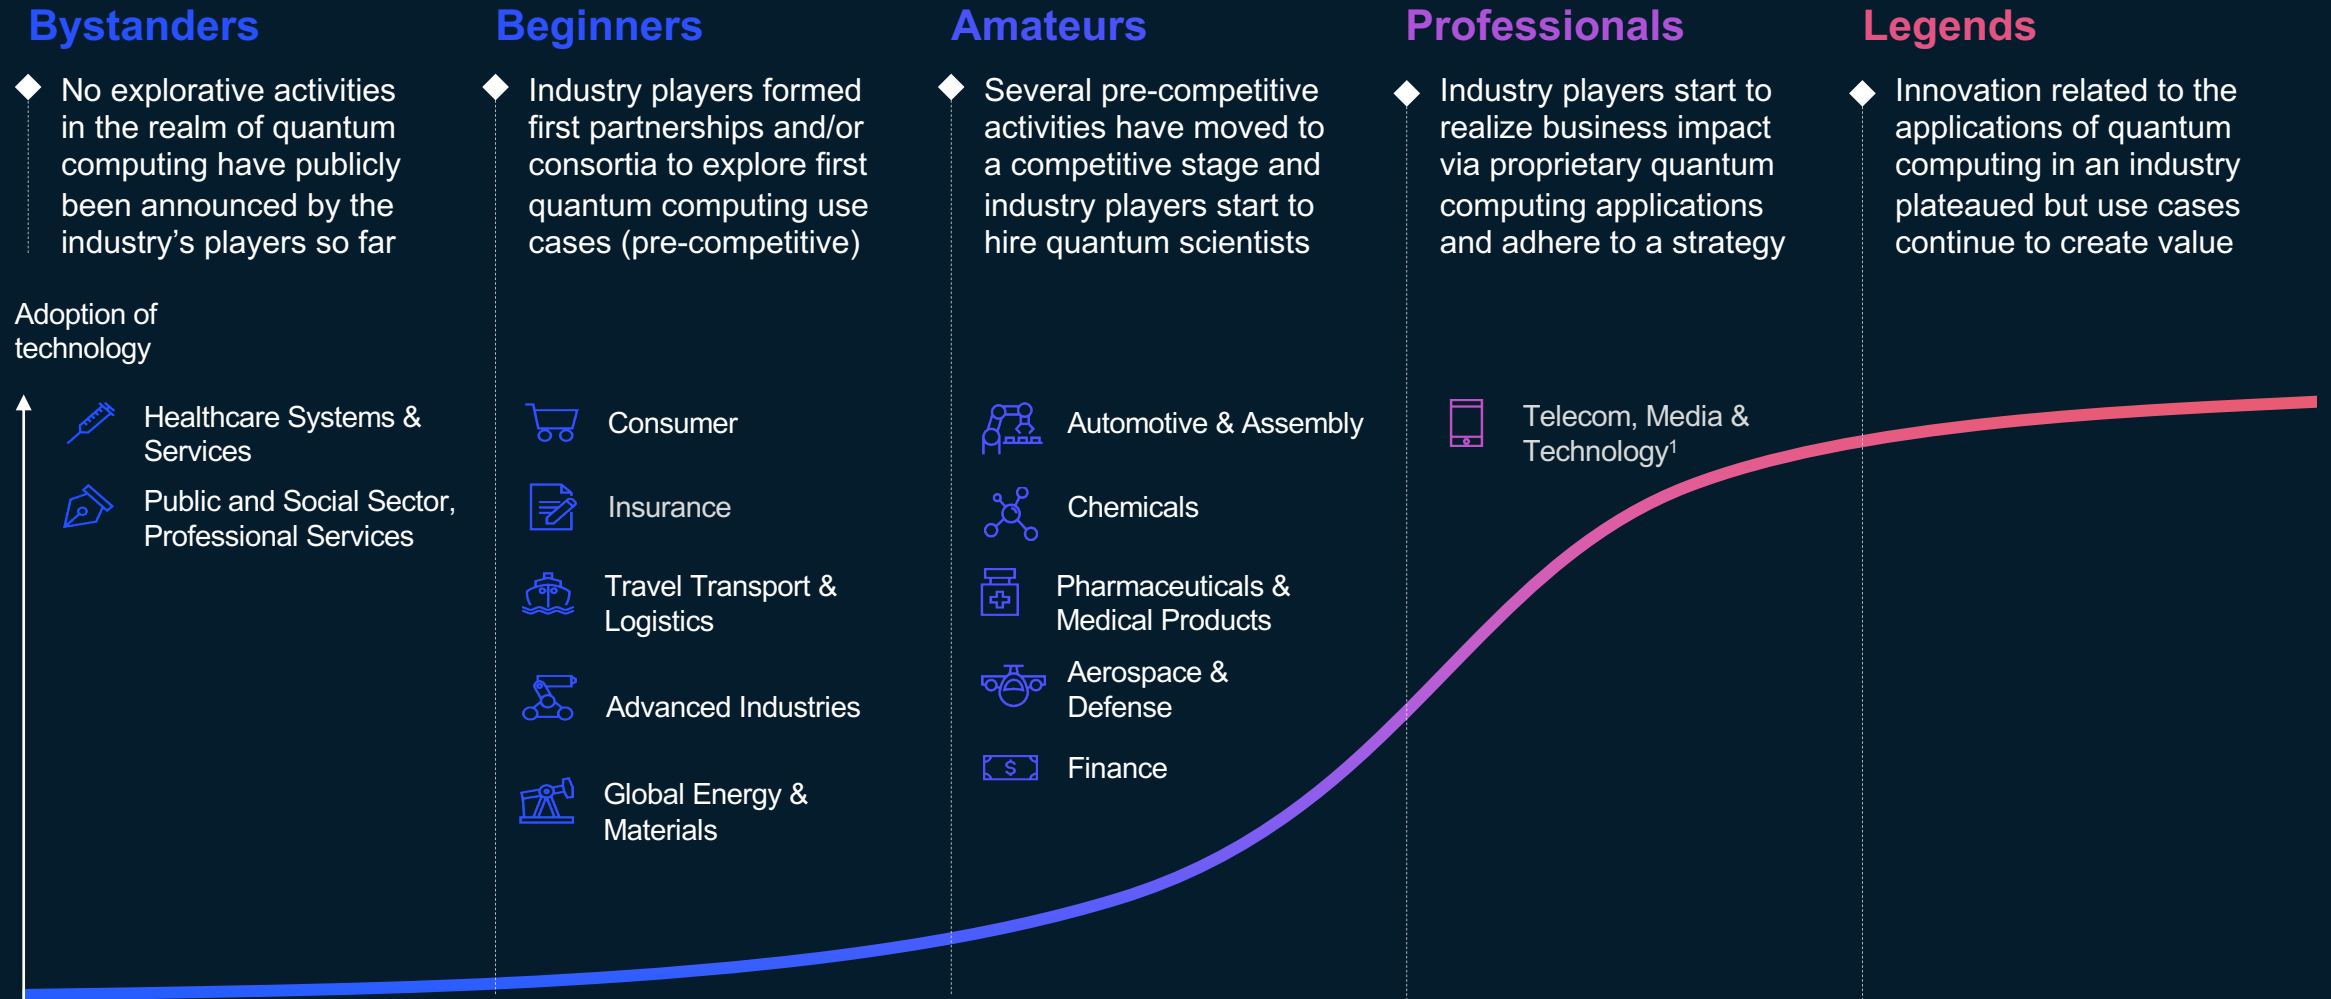 Bystanders
No explorative activities
in the realm of quantum
computing have publicly
been announced by the
industry’s players so far
Beginners
Industry players formed
first partnerships and/or
consortia to explore first
quantum computing use
cases (pre-competitive)
Amateurs
Several pre-competitive
activities have moved to
a competitive stage and
industry players start to
hire quantum scientists
Professionals
Industry players start to
realize business impact
via proprietary quantum
computing applications
and adhere to a strategy
Legends
Innovation related to the
applications of quantum
computing in an industry
plateaued but use cases
continue to create value
Adoption of
technology
Healthcare Systems &
Services
Public and Social Sector,
Professional Services
Consumer
Insurance
Travel Transport &
Logistics
Advanced Industries
Global Energy &
Materials
Automotive & Assembly
Chemicals
Pharmaceuticals &
Medical Products
Aerospace &
Defense
$
Finance
Telecom, Media &
Technology¹